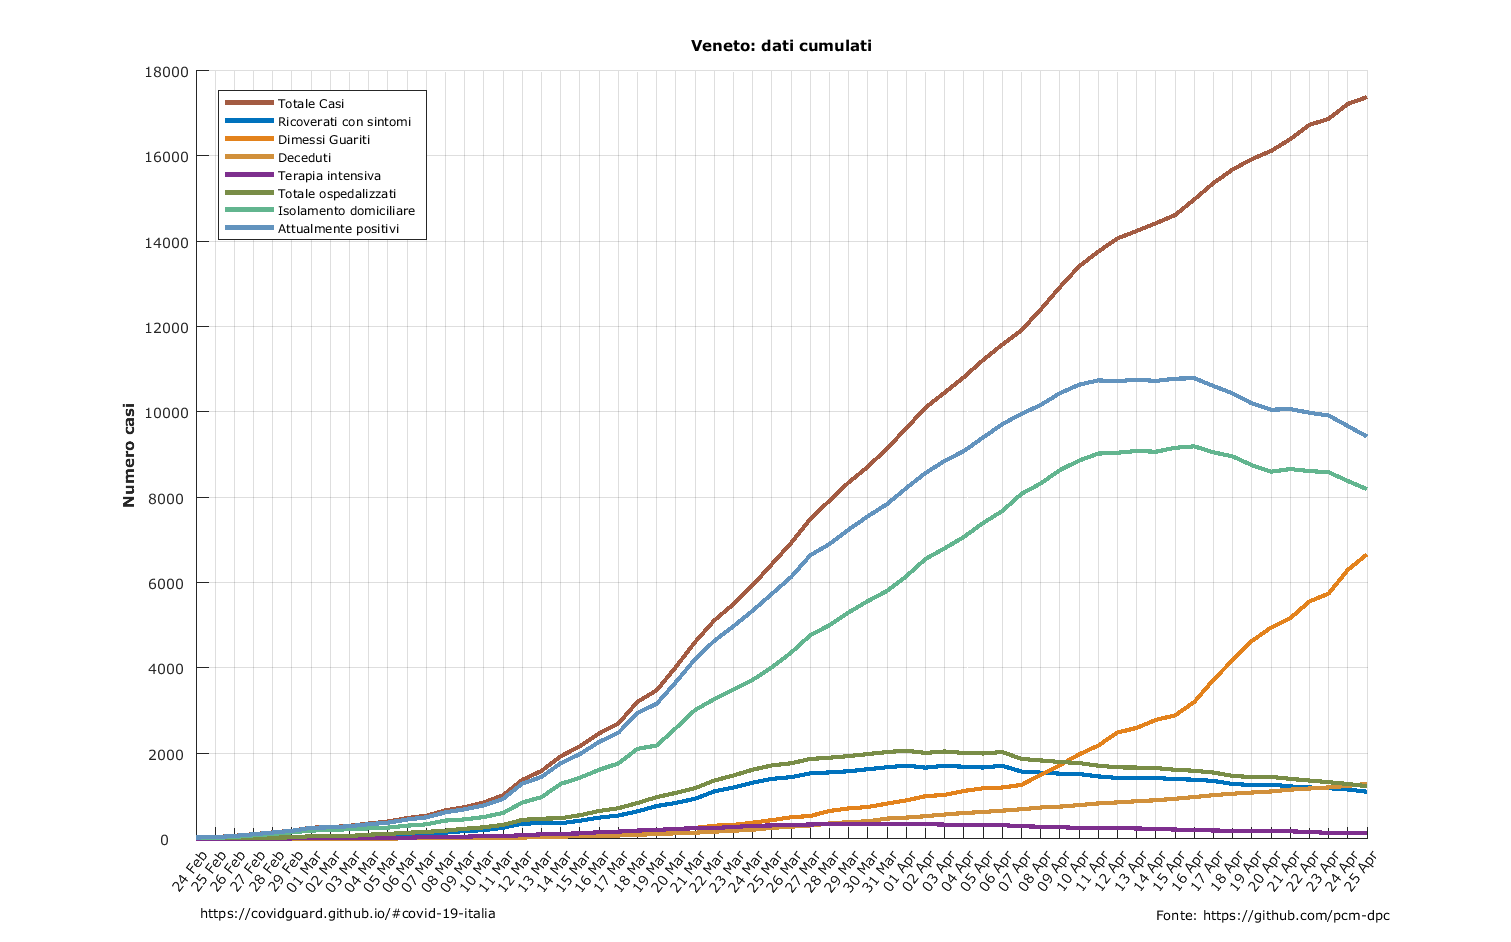 Veneto: dati cumulati
Numero casi
18000
16000
14000
12000
10000
8000
6000
4000
2000
0
Totale Casi
Ricoverati con sintomi
Dimessi Guariti
Deceduti
Terapia intensiva
Totale ospedalizzati
Isolamento domiciliare
Attualmente positivi
24 Feb
25 Feb
26 Feb
27 Feb
28 Feb
29 Feb
01 Mar
02 Mar
03 Mar
04 Mar
05 Mar
06 Mar
07 Mar
08 Mar
09 Mar
10 Mar
11 Mar
12 Mar
13 Mar
14 Mar
15 Mar
16 Mar
17 Mar
18 Mar
19 Mar
20 Mar
21 Mar
22 Mar
23 Mar
24 Mar
25 Mar
26 Mar
27 Mar
28 Mar
29 Mar
30 Mar
31 Mar
01 Apr
02 Apr
03 Apr
04 Apr
05 Apr
06 Apr
07 Apr
08 Apr
09 Apr
10 Apr
11 Apr
12 Apr
13 Apr
14 Apr
15 Apr
16 Apr
17 Apr
18 Apr
19 Apr
20 Apr
21 Apr
22 Apr
23 Apr
24 Apr
25 Apr
https://covidguard.github.io/#covid-19-italia
Fonte: https://github.com/pcm-dpc